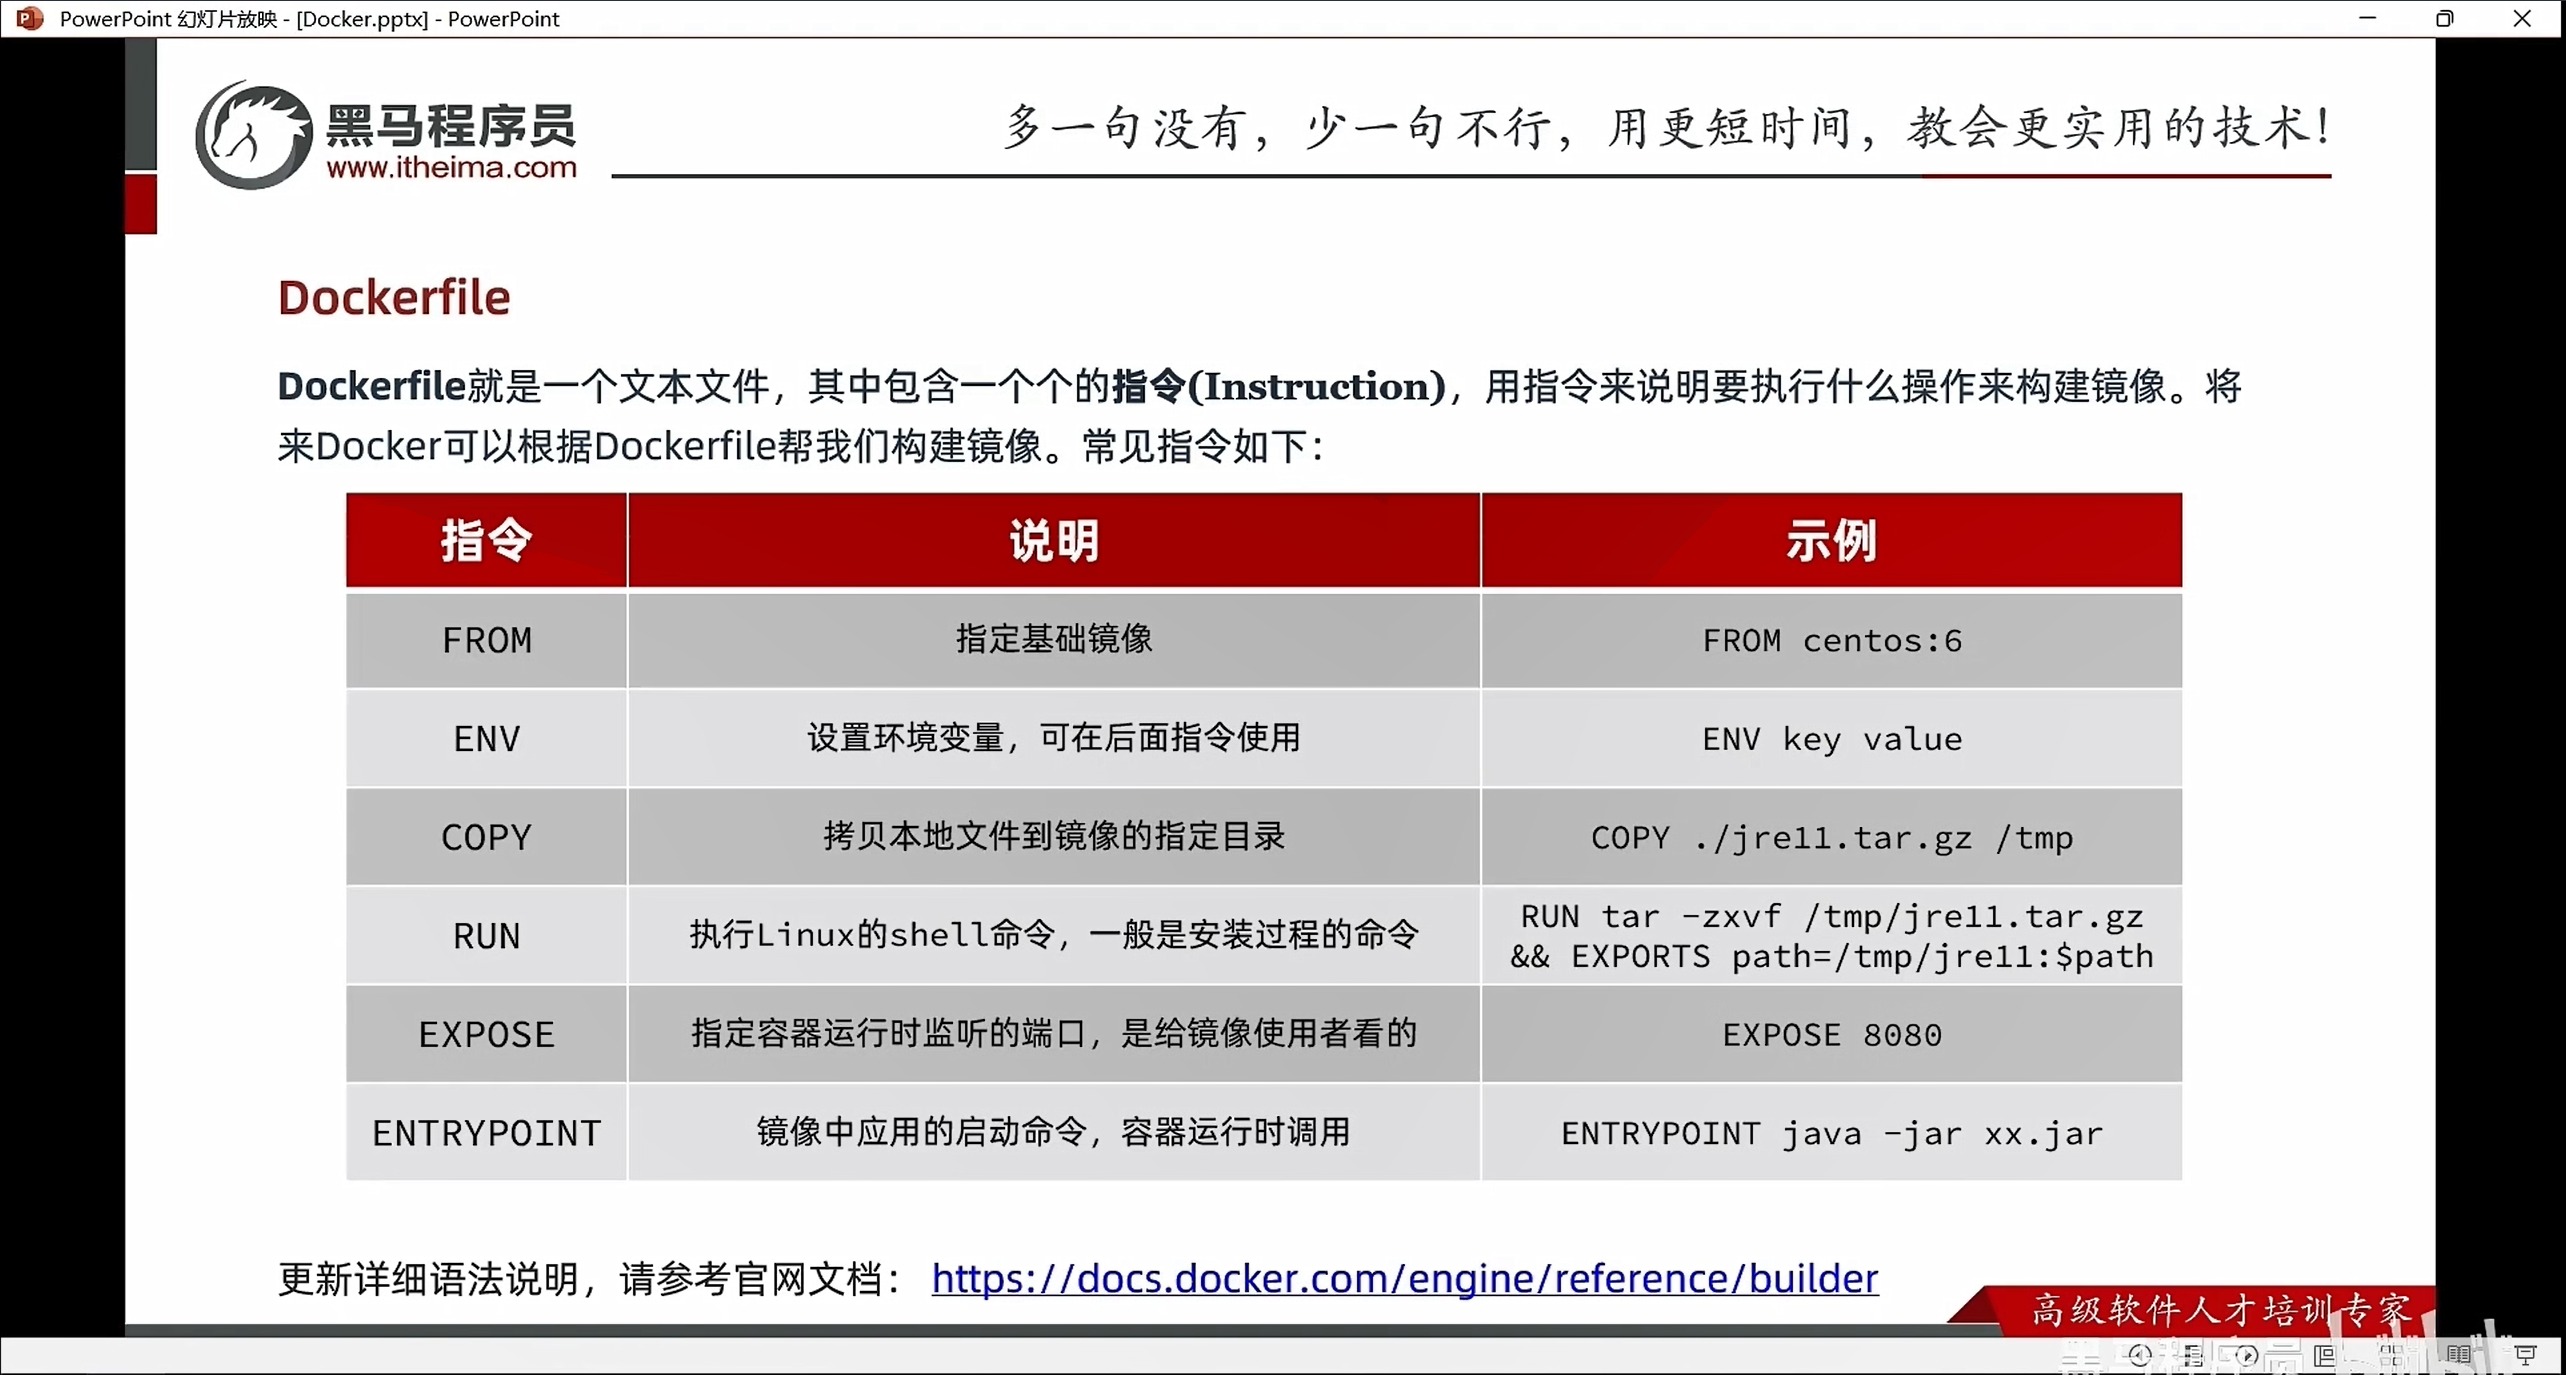 PowerPoint 幻灯片放映 - [Docker.pptx] - PowerPoint
黑马程序员
www.itheima.com
多一句没有，少一句不行，用更短时间，教会更实用的技术！
Dockerfile
Dockerfile就是一个文本文件，其中包含一个个的指令(Instruction)，用指令来说明要执行什么操作来构建镜像。将
来Docker可以根据Dockerfile帮我们构建镜像。常见指令如下：
指令 说明 示例
FROM 指定基础镜像 FROM centos:6
ENV 设置环境变量，可在后面指令使用 ENV key value
COPY 拷贝本地文件到镜像的指定目录 COPY ./jre11.tar.gz /tmp
RUN 执行Linux的shell命令，一般是安装过程的命令 RUN tar -zxvf /tmp/jre11.tar.gz
&& EXPORTS path=/tmp/jre11:$path
EXPOSE 指定容器运行时监听的端口，是给镜像使用者看的 EXPOSE 8080
ENTRYPOINT 镜像中应用的启动命令，容器运行时调用 ENTRYPOINT java -jar xx.jar
更新详细语法说明，请参考官网文档： https://docs.docker.com/engine/reference/builder
高级软件人才培训专家
黑马程序员